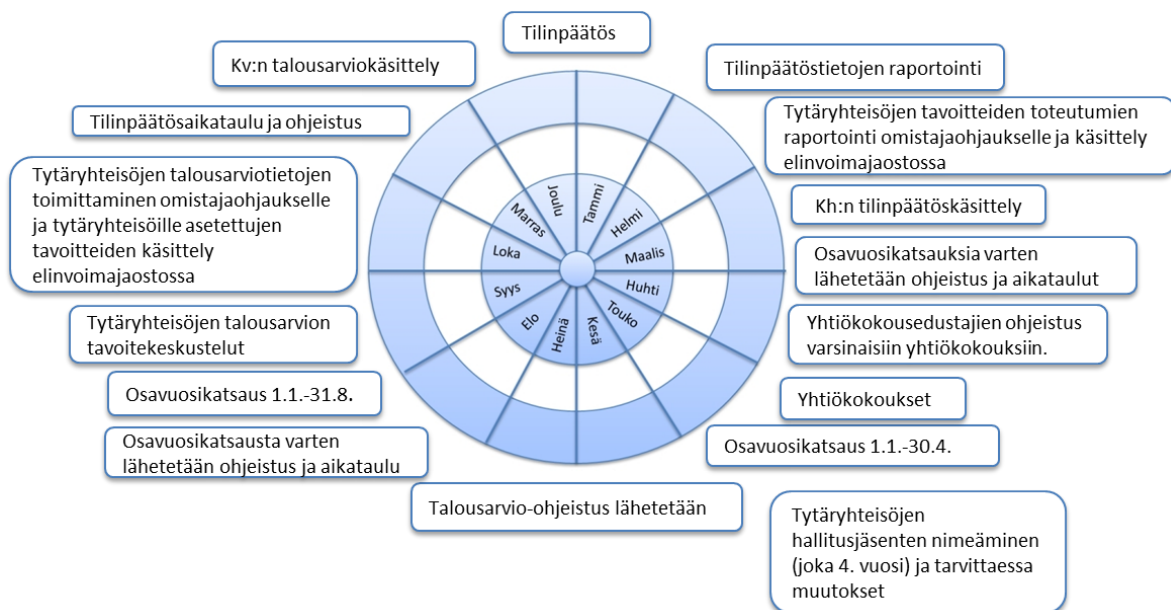 Tilinpäätös
Tilinpäätöstietojen raportointi
Tytäryhteisöjen tavoitteiden toteutumien
raportointi omistajaohjaukselle ja käsittely
elinvoimajaostossa
Kh:n tilinpäätöskäsittely
Osavuosikatsauksia varten
lähetetään ohjeistus ja aikataulut
Yhtiökokousedustajien ohjeistus
varsinaisiin yhtiökokouksiin.
Yhtiökokoukset
Osavuosikatsaus 1.1.-30.4.
Tytäryhteisöjen
hallitusjäsenten nimeäminen
(joka 4. vuosi) ja tarvittaessa
muutokset
Talousarvio-ohjeistus lähetetään
Osavuosikatsausta varten
lähetetään ohjeistus ja aikataulu
Osavuosikatsaus 1.1.-31.8.
Tytäryhteisöjen talousarvion
tavoitekeskustelut
Tytäryhteisöjen talousarviotietojen
toimittaminen omistajaohjaukselle
ja tytäryhteisöille asetettujen
tavoitteiden käsittely
elinvoimajaostossa
Tilinpäätösaikataulu ja ohjeistus
Kv:n talousarviokäsittely
Tammi
Helmi
Maalis
Huhti
Touko
Kesä
Heinä
Elo
Syys
Loka
Marras
Joulu